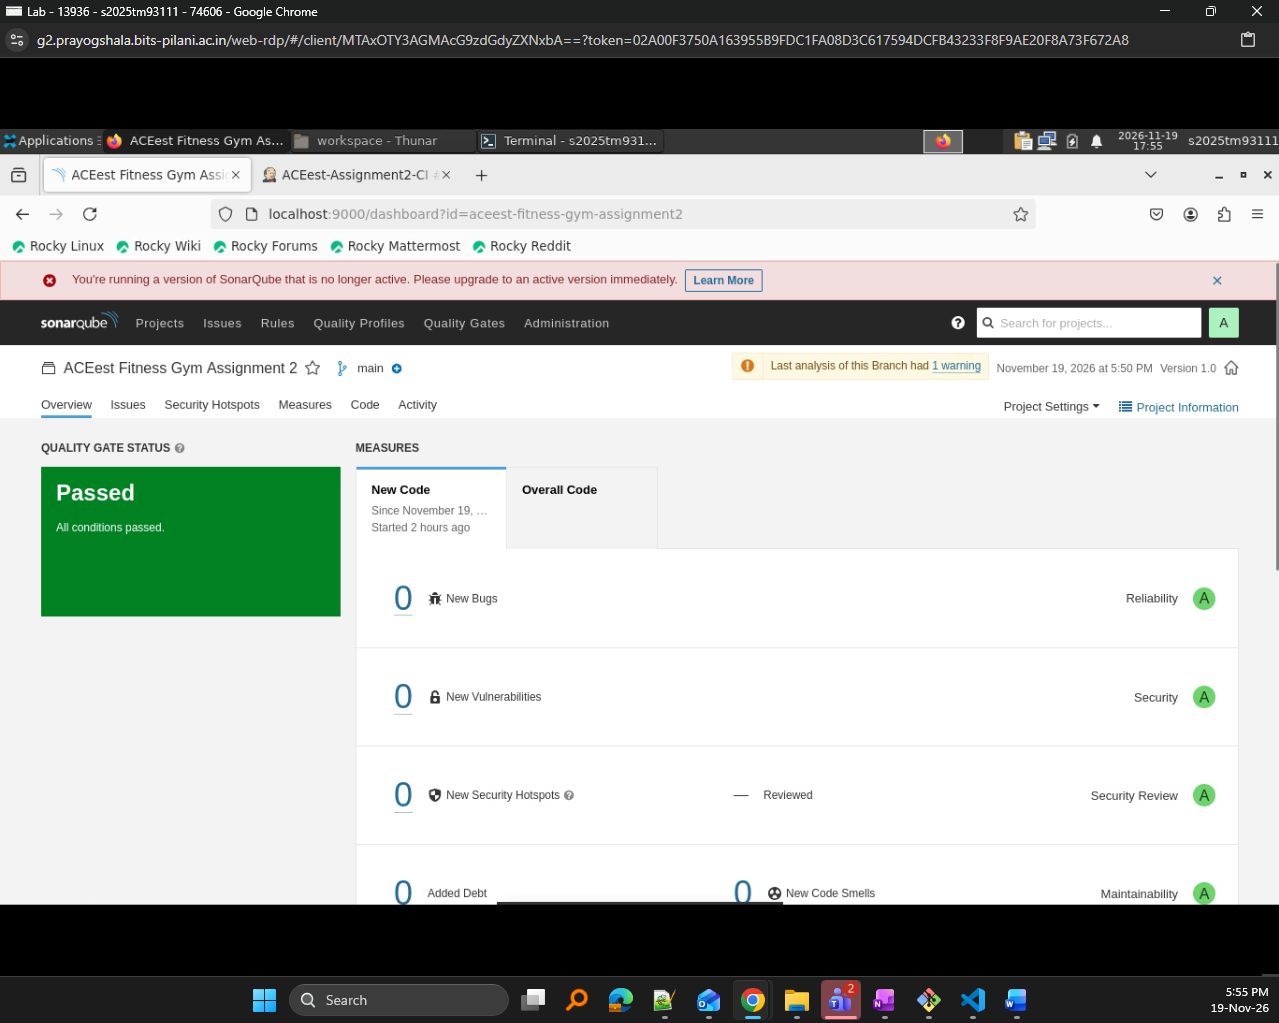 Lab - 13936 - s2025tm93111 - 74606 - Google Chrome
g2.prayogshala.bits-pilani.ac.in/web-rdp/#/client/MTAxOTY3AGMAcG9zdGdyZXNxbA==?token=02A00F3750A163955B9FDC1FA08D3C617594DCFB43233F8F9AE20F8A73F672A8
Applications
ACEest Fitness Gym As...
workspace - Thunar
Terminal - s2025tm931...
2026-11-19
17:55
s2025tm93111
ACEest Fitness Gym Assi
ACEest-Assignment2-CI
localhost:9000/dashboard?id=aceest-fitness-gym-assignment2
Rocky Linux
Rocky Wiki
Rocky Forums
Rocky Mattermost
Rocky Reddit
You're running a version of SonarQube that is no longer active. Please upgrade to an active version immediately.
Learn More
sonarqube
Projects
Issues
Rules
Quality Profiles
Quality Gates
Administration
Search for projects...
A
ACEest Fitness Gym Assignment 2
main
Last analysis of this Branch had 1 warning
November 19, 2026 at 5:50 PM
Version 1.0
Overview
Issues
Security Hotspots
Measures
Code
Activity
Project Settings
Project Information
QUALITY GATE STATUS
MEASURES
Passed
All conditions passed.
New Code
Since November 19, ...
Started 2 hours ago
Overall Code
0 New Bugs
Reliability A
0 New Vulnerabilities
Security A
0 New Security Hotspots
— Reviewed
Security Review A
0 Added Debt
0 New Code Smells
Maintainability A
Search
2
5:55 PM
19-Nov-26